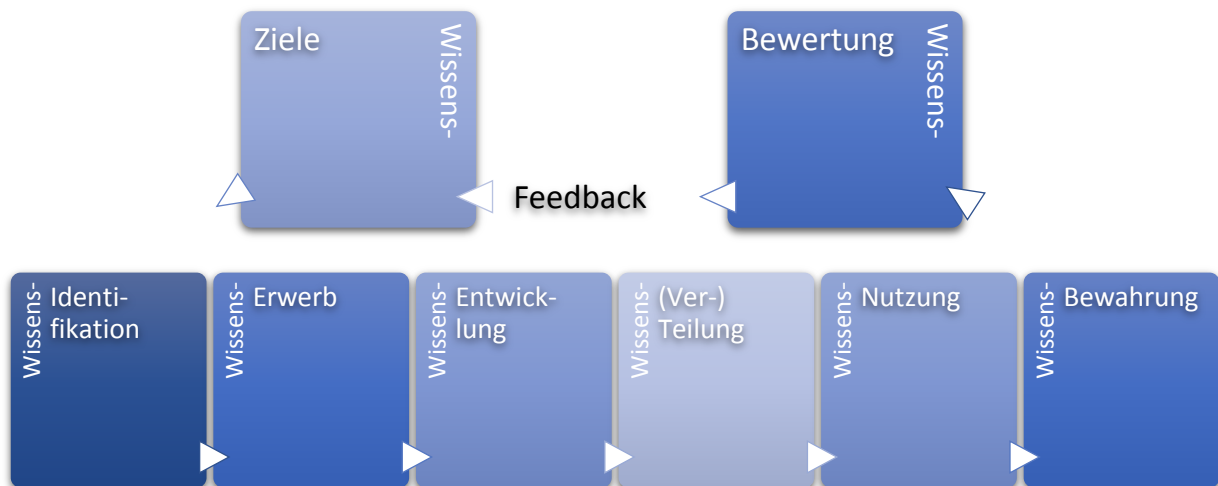 Ziele
Wissens-
Bewertung
Wissens-
Feedback
Wissens-
Identi-
fikation
Wissens-
Erwerb
Wissens-
Entwick-
lung
Wissens-
(Ver-)
Teilung
Wissens-
Nutzung
Wissens-
Bewahrung